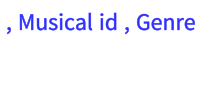 , Musical id , Genre